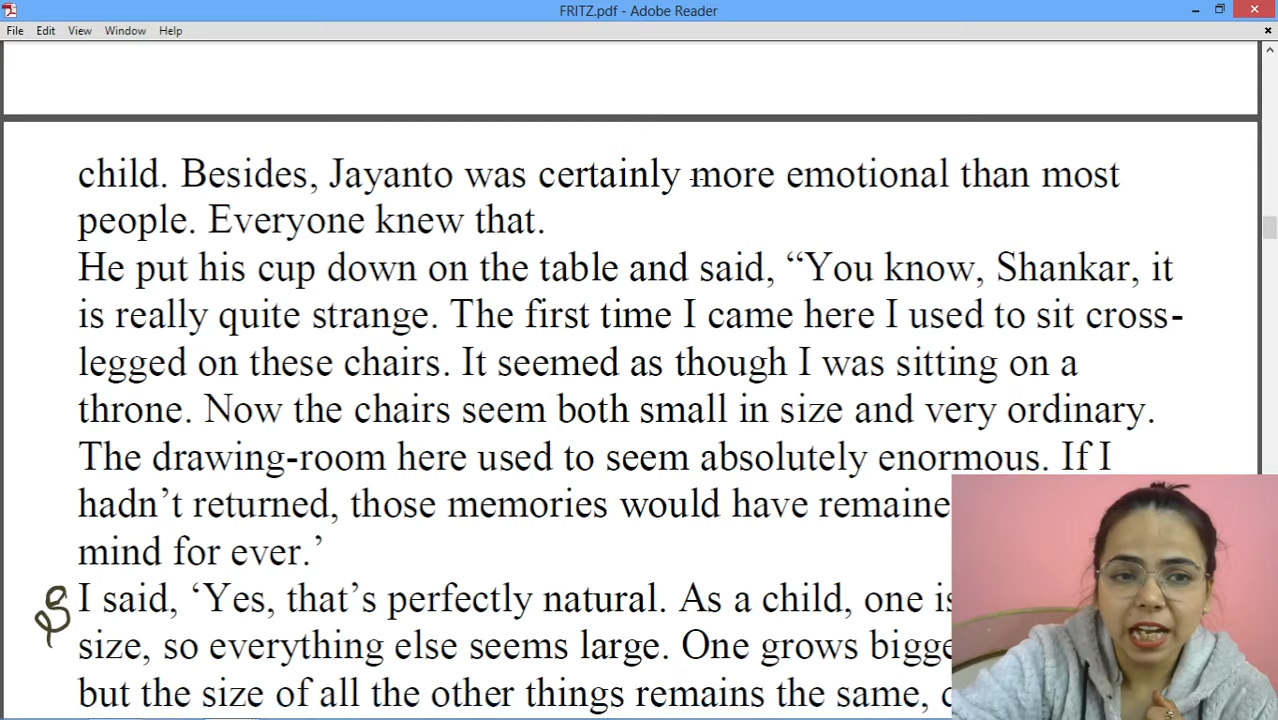 FRITZ.pdf - Adobe Reader
File Edit View Window Help
child. Besides, Jayanto was certainly more emotional than most
people. Everyone knew that.
He put his cup down on the table and said, “You know, Shankar, it
is really quite strange. The first time I came here I used to sit cross-
legged on these chairs. It seemed as though I was sitting on a
throne. Now the chairs seem both small in size and very ordinary.
The drawing-room here used to seem absolutely enormous. If I
hadn’t returned, those memories would have remaine
mind for ever.’
I said, ‘Yes, that’s perfectly natural. As a child, one is
size, so everything else seems large. One grows bigge
but the size of all the other things remains the same,